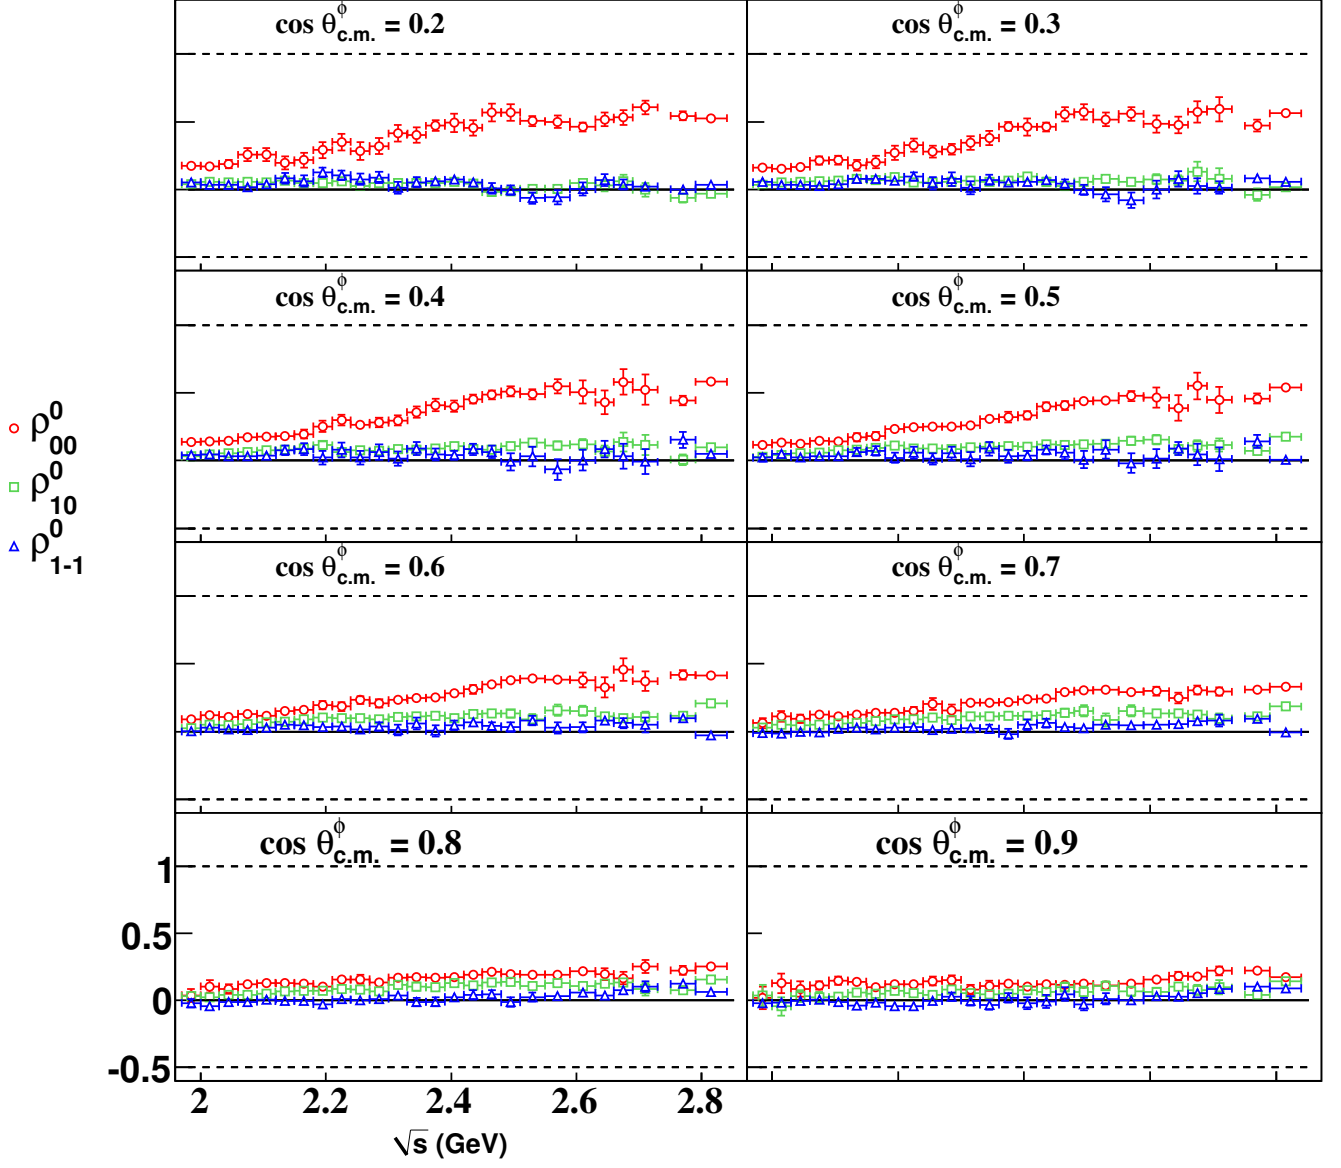 cos θ^ϕ_c.m. = 0.2
cos θ^ϕ_c.m. = 0.3
cos θ^ϕ_c.m. = 0.4
cos θ^ϕ_c.m. = 0.5
ρ^0_00
ρ^0_10
ρ^0_1-1
cos θ^ϕ_c.m. = 0.6
cos θ^ϕ_c.m. = 0.7
cos θ^ϕ_c.m. = 0.8
cos θ^ϕ_c.m. = 0.9
1
0.5
0
-0.5
2 2.2 2.4 2.6 2.8
√s (GeV)